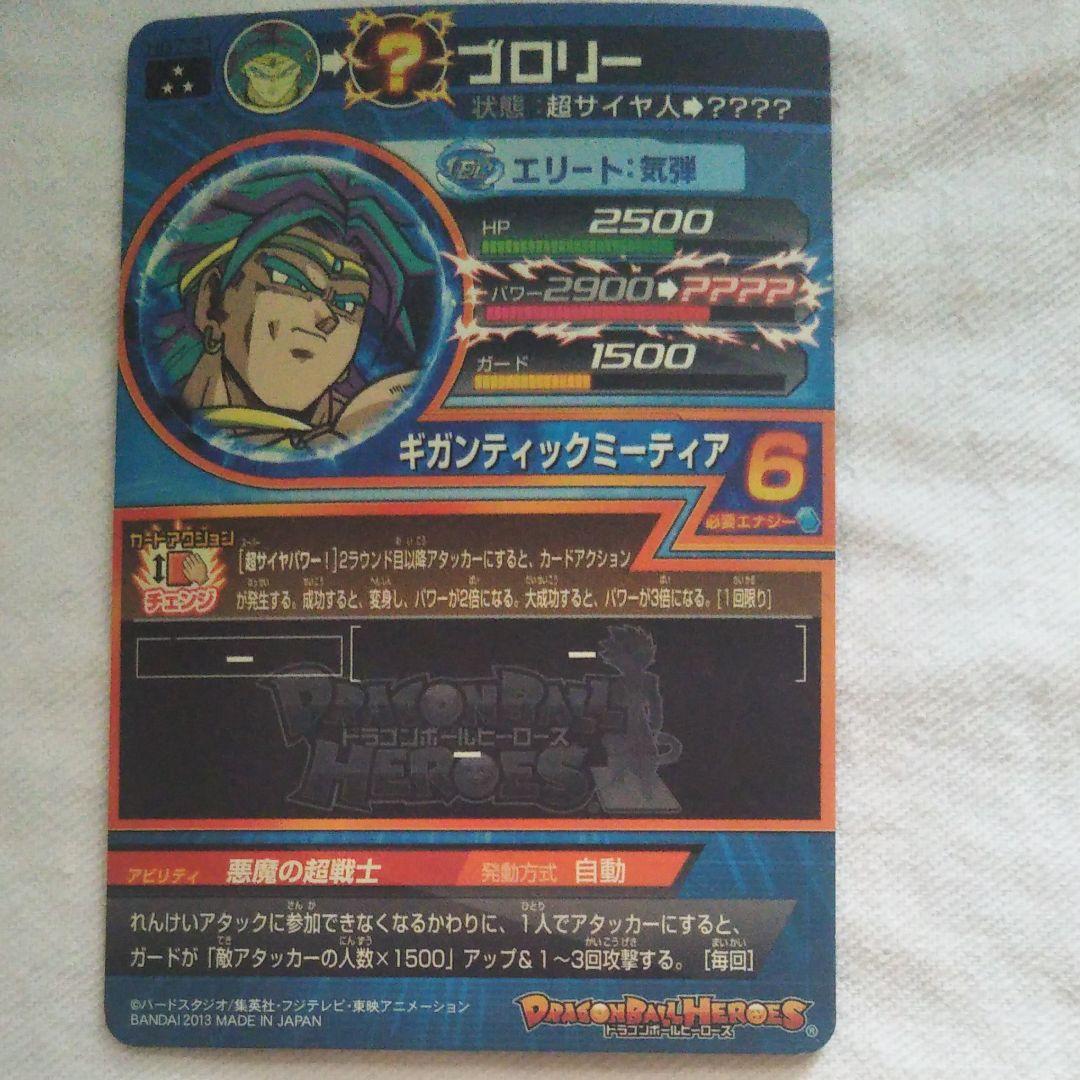 ブロリー
状態:超サイヤ人➡????
エリート:気弾
HP 2500
パワー2900➡????
ガード 1500
ギガンティックミーティア
6
必要エナジー
カードアクション
チェンジ
[超サイヤパワー!]2ラウンド目以降アタッカーにすると、カードアクション
が発生する。成功すると、変身し、パワーが2倍になる。大成功すると、パワーが3倍になる。[1回限り]
ー
ー
DRAGON BALL
ドラゴンボールヒーローズ
HEROES
ー
アビリティ 悪魔の超戦士 発動方式 自動
れんけいアタックに参加できなくなるかわりに、1人でアタッカーにすると、
ガードが「敵アタッカーの人数×1500」アップ&1～3回攻撃する。[毎回]
©バードスタジオ/集英社・フジテレビ・東映アニメーション
BANDAI 2013 MADE IN JAPAN
DRAGON BALL HEROES
ドラゴンボールヒーローズ
®